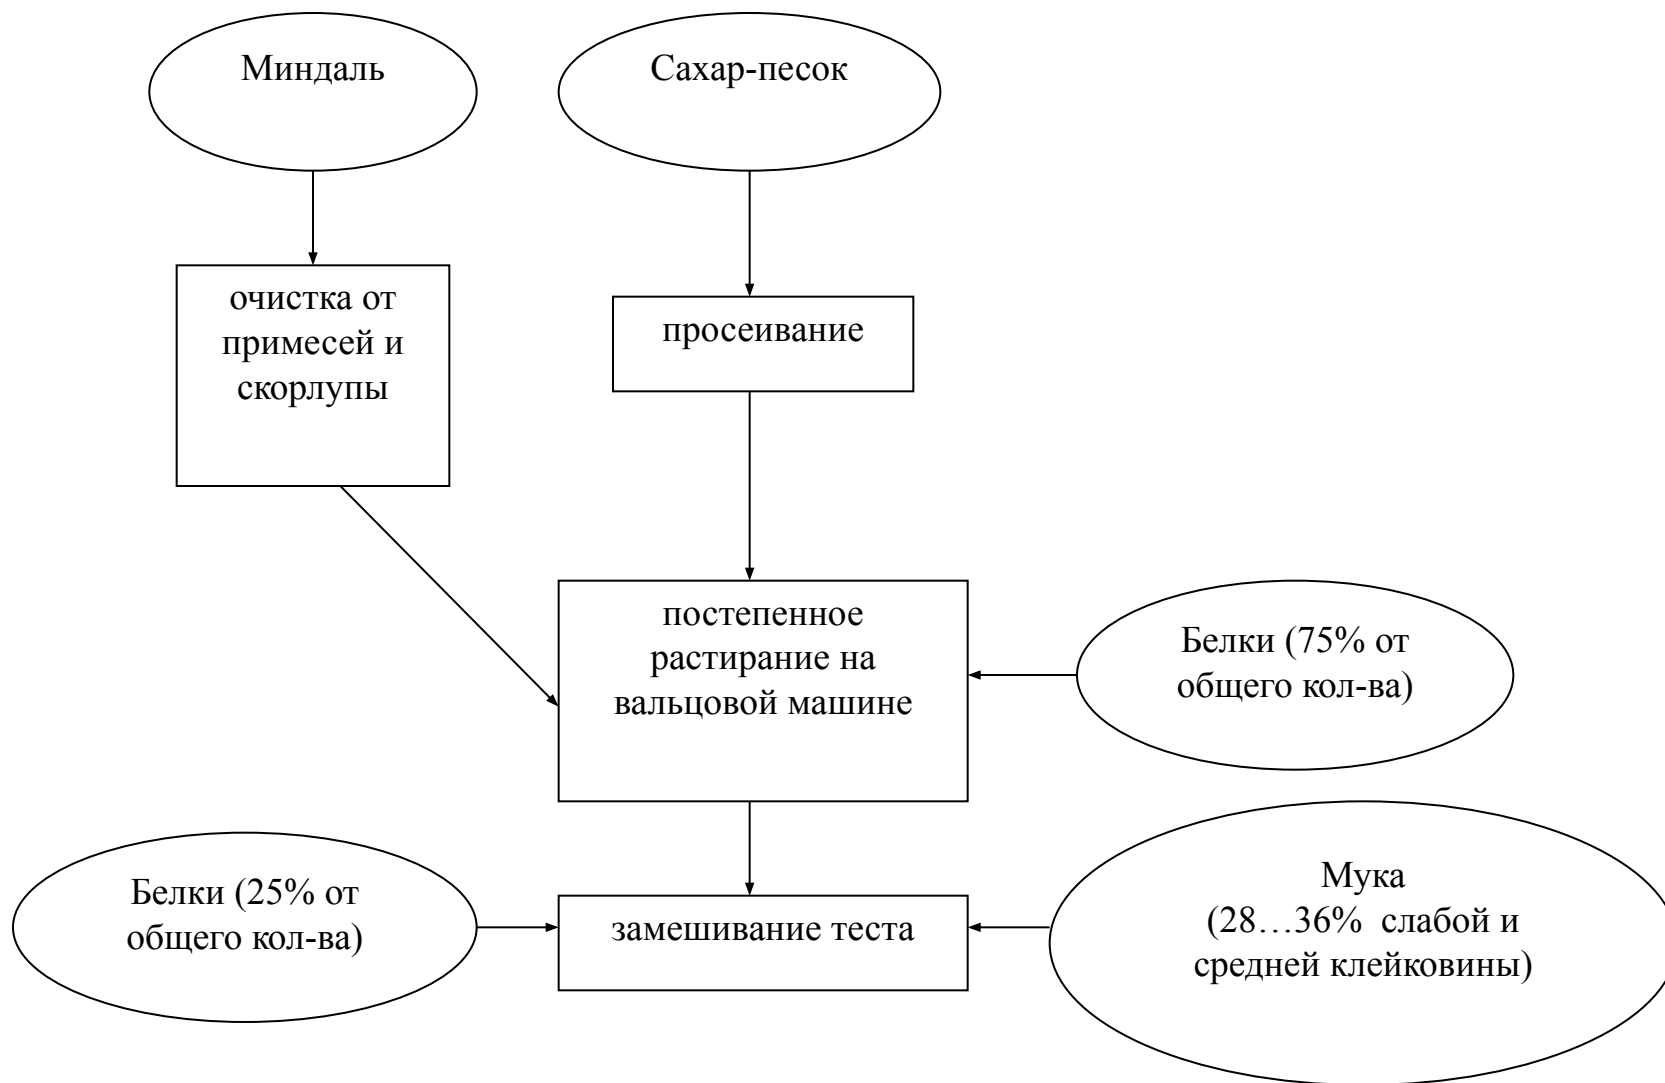 Миндаль
Сахар-песок
очистка от
примесей и
скорлупы
просеивание
постепенное
растирание на
вальцовой машине
Белки (75% от
общего кол-ва)
Белки (25% от
общего кол-ва)
замешивание теста
Мука
(28…36%  слабой и
средней клейковины)